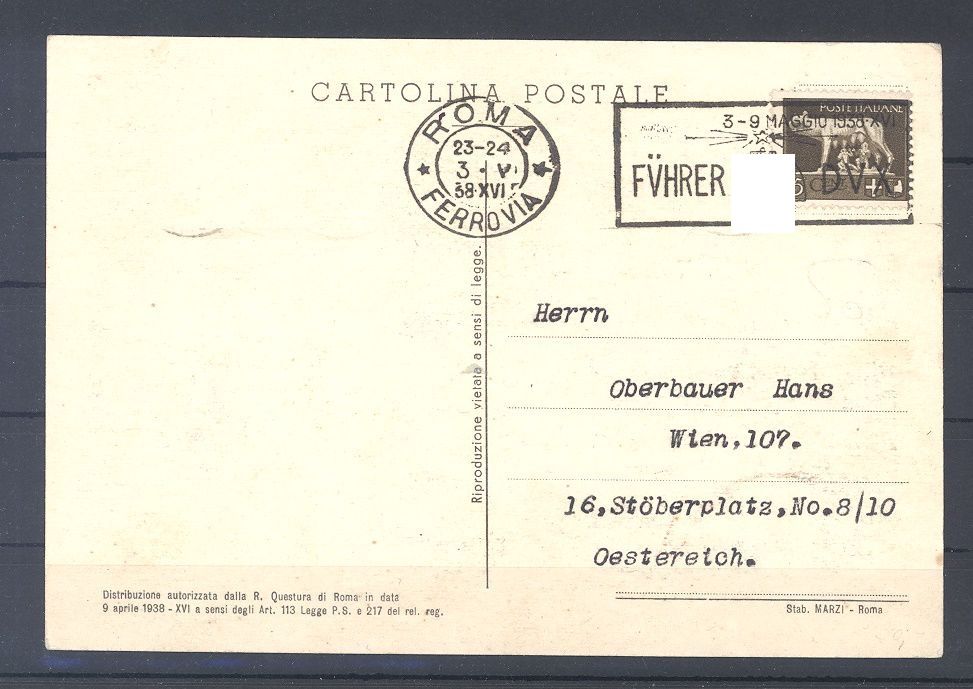 CARTOLINA POSTALE
ROMA
23-24
3 · V
38·XVI
FERROVIA
POSTE ITALIANE
3-9 MAGGIO 1938·XVI
FVHRER DVX
Riproduzione vietata a sensi di legge.
Herrn
Oberbauer Hans
Wien,107.
16,Stöberplatz,No.8/10
Oestereich.
Distribuzione autorizzata dalla R. Questura di Roma in data
9 aprile 1938 - XVI a sensi degli Art. 113 Legge P.S. e 217 del rel. reg.
Stab. MARZI - Roma